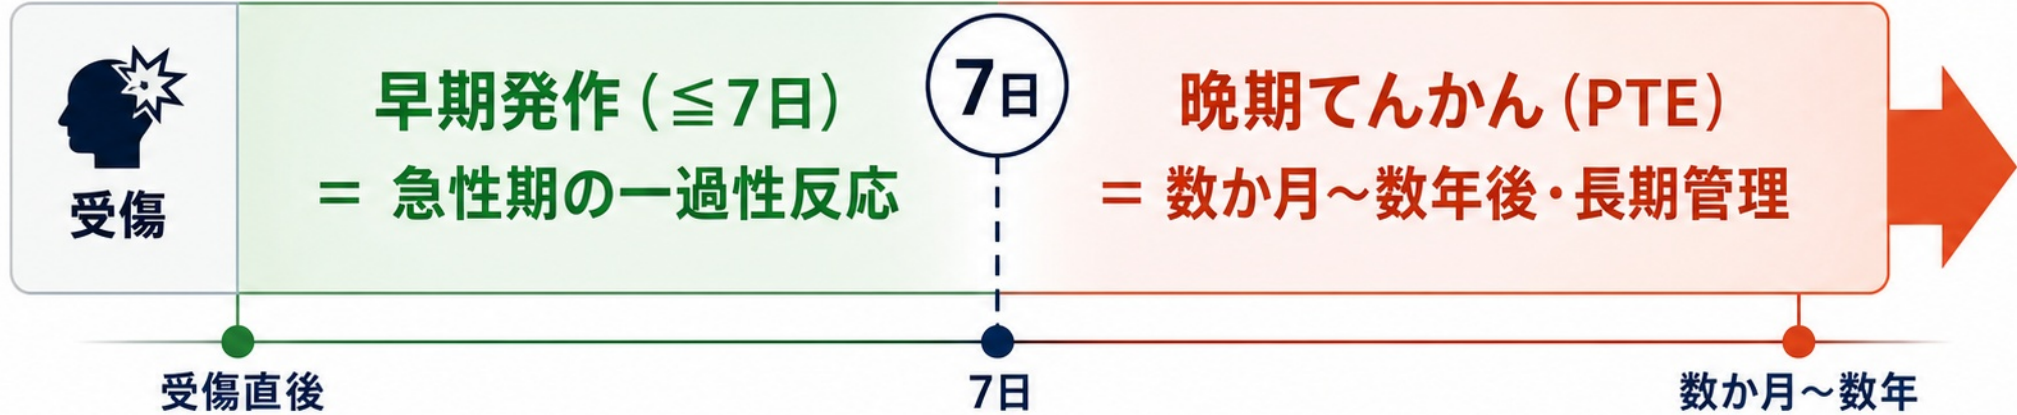 受傷
早期発作(≦7日)
= 急性期の一過性反応
7日
晩期てんかん(PTE)
= 数か月～数年後・長期管理
受傷直後
7日
数か月～数年